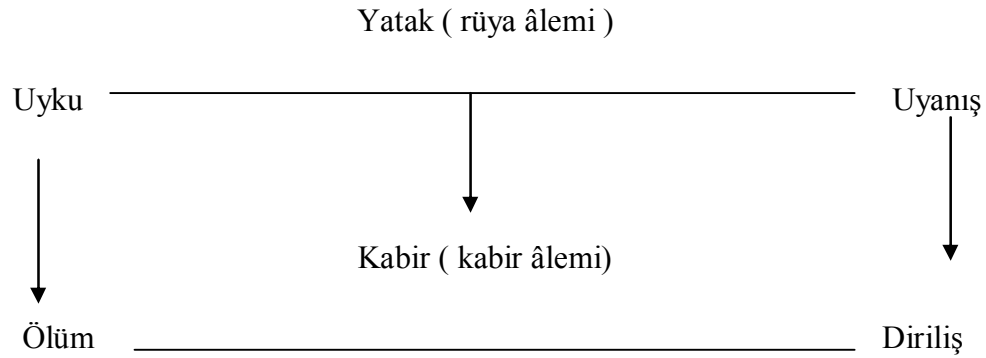 Yatak ( rüya âlemi )
Uyku Uyanış
Kabir ( kabir âlemi)
Ölüm Diriliş